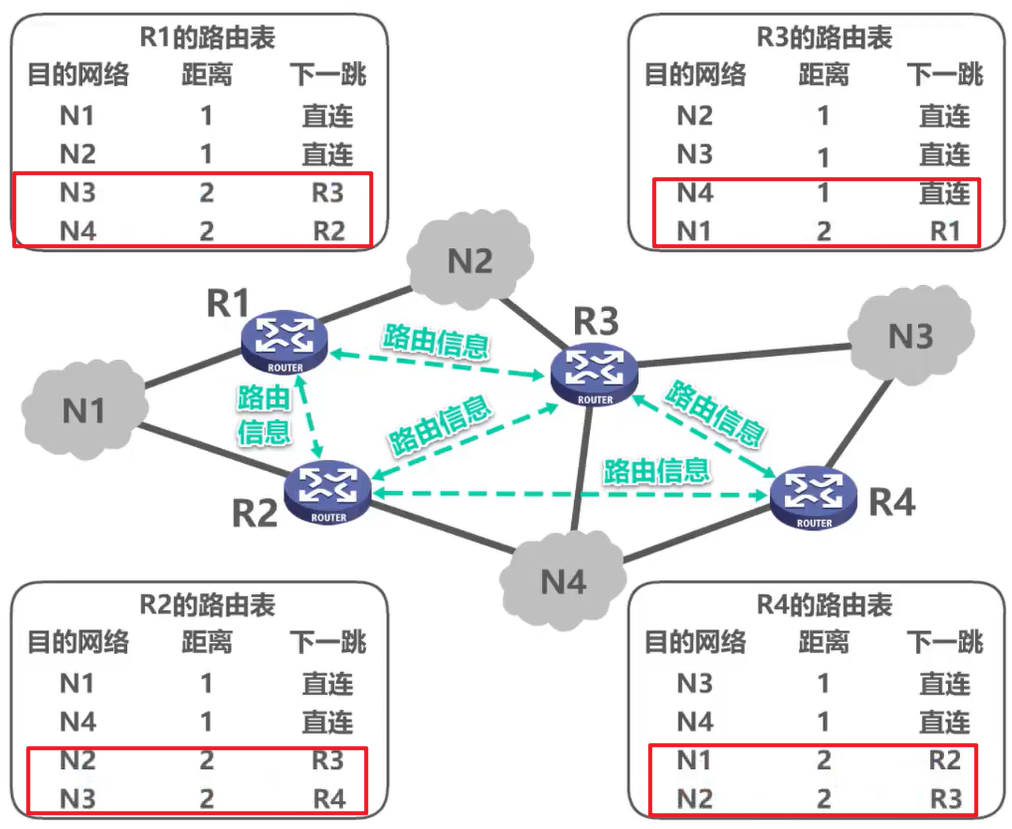 R1的路由表
目的网络 距离 下一跳
N1 1 直连
N2 1 直连
N3 2 R3
N4 2 R2
R3的路由表
目的网络 距离 下一跳
N2 1 直连
N3 1 直连
N4 1 直连
N1 2 R1
N2
R1
R3
N3
路由信息
ROUTER
ROUTER
N1
路由
信息
路由信息
路由信息
路由信息
R2
ROUTER
ROUTER
R4
N4
R2的路由表
目的网络 距离 下一跳
N1 1 直连
N4 1 直连
N2 2 R3
N3 2 R4
R4的路由表
目的网络 距离 下一跳
N3 1 直连
N4 1 直连
N1 2 R2
N2 2 R3